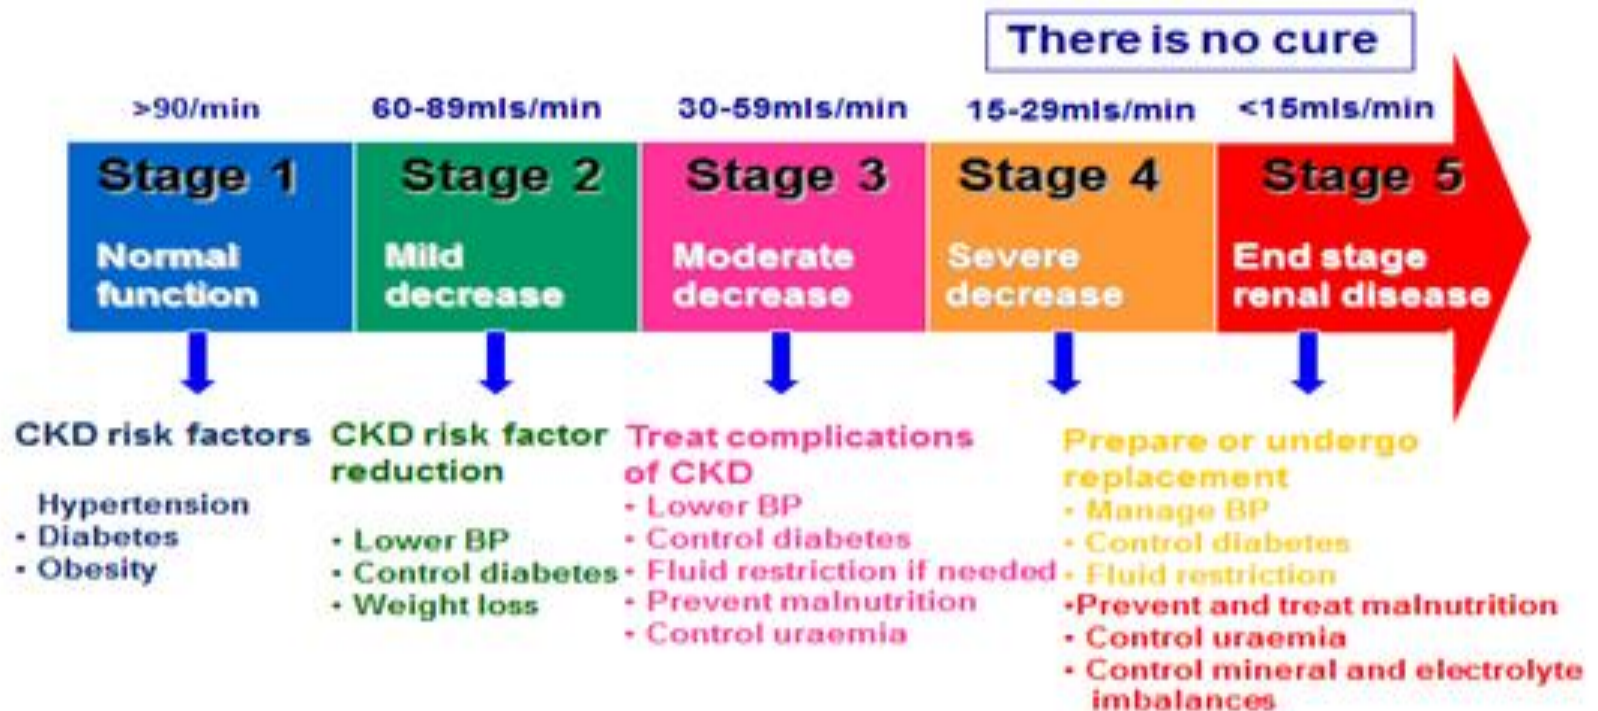 There is no cure
>90/min
60-89mls/min
30-59mls/min
15-29mls/min
<15mls/min
Stage 1
Stage 2
Stage 3
Stage 4
Stage 5
Normal
function
Mild
decrease
Moderate
decrease
Severe
decrease
End stage
renal disease
CKD risk factors
Hypertension
• Diabetes
• Obesity
CKD risk factor
reduction
• Lower BP
• Control diabetes
• Weight loss
Treat complications
of CKD
• Lower BP
• Control diabetes
• Fluid restriction if needed
• Prevent malnutrition
• Control uraemia
Prepare or undergo
replacement
• Manage BP
• Control diabetes
• Fluid restriction
•Prevent and treat malnutrition
• Control uraemia
• Control mineral and electrolyte
imbalances